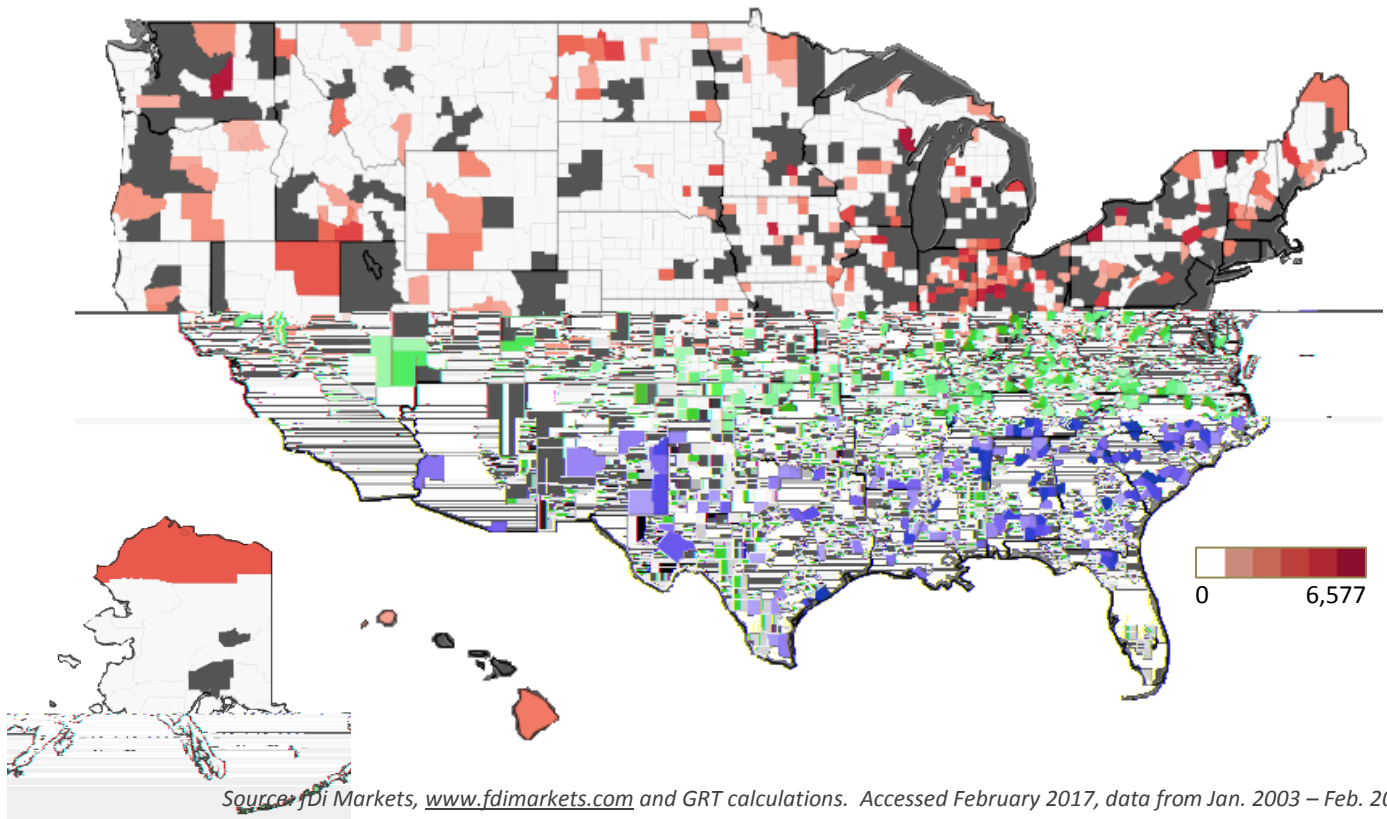 0 6,577
Source: fDi Markets, www.fdimarkets.com and GRT calculations. Accessed February 2017, data from Jan. 2003 – Feb. 20